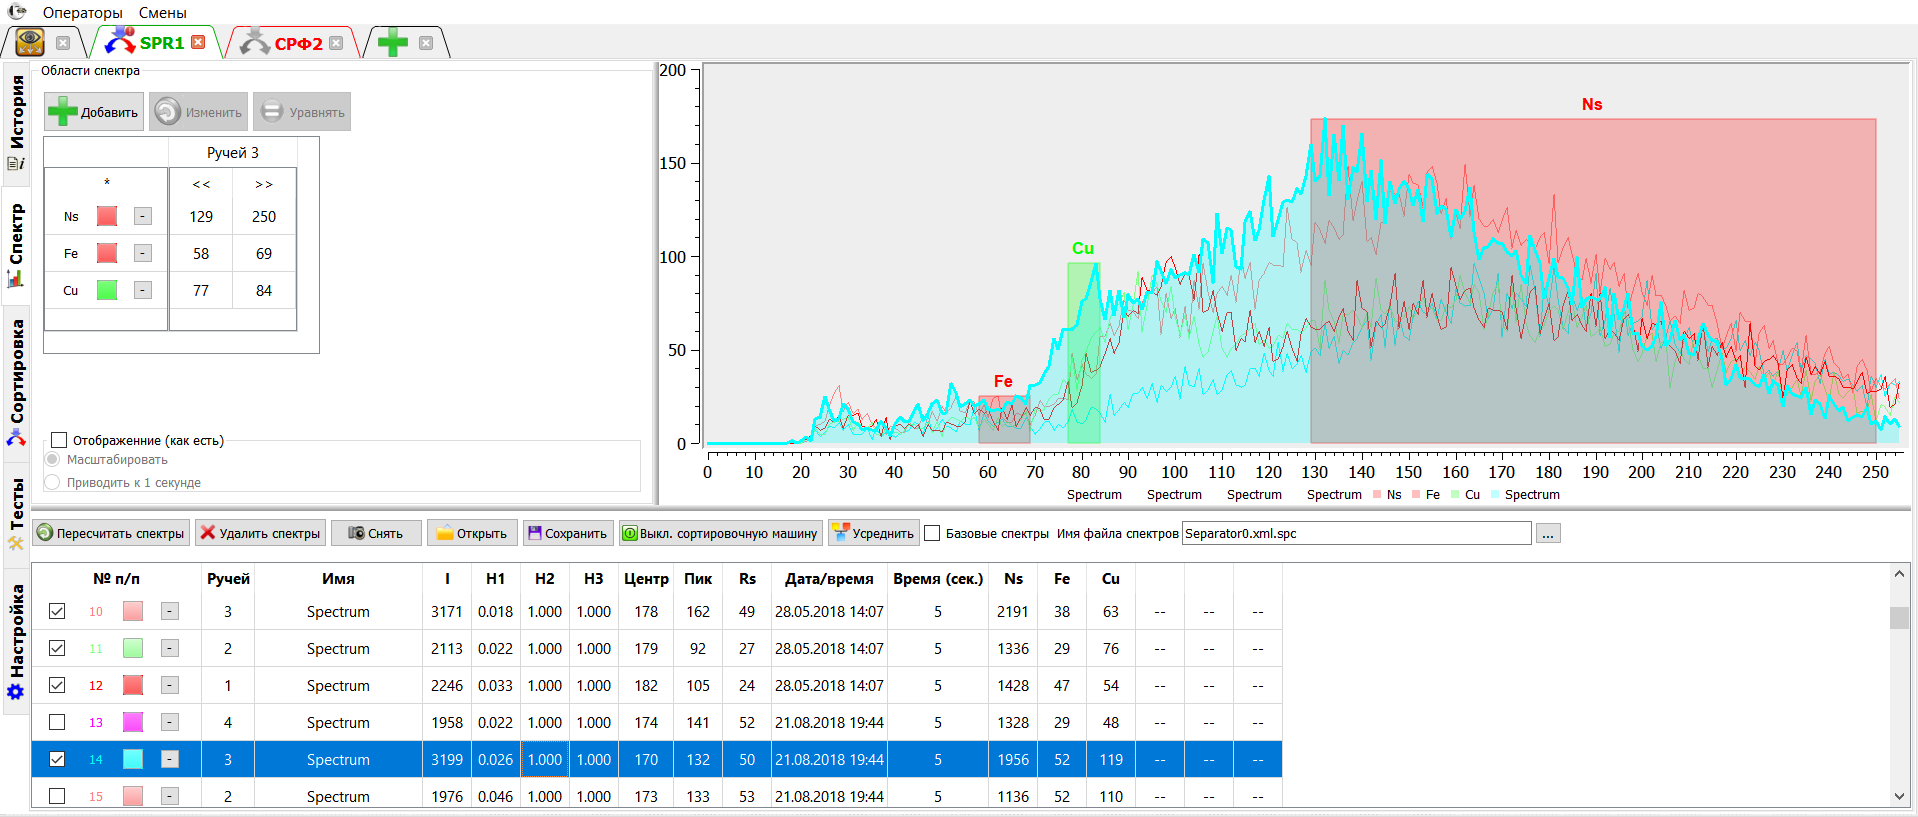 Операторы Смены
SPR1 СРФ2
История
Спектр
Сортировка
Тесты
Настройка
Области спектра
Добавить Изменить Уравнять
Ручей 3
* << >>
Ns - 129 250
Fe - 58 69
Cu - 77 84
Отображенние (как есть)
Масштабировать
Приводить к 1 секунде
200
150
100
50
0
Ns
Cu
Fe
0 10 20 30 40 50 60 70 80 90 100 110 120 130 140 150 160 170 180 190 200 210 220 230 240 250
Spectrum Spectrum Spectrum Spectrum Ns Fe Cu Spectrum
Пересчитать спектры Удалить спектры Снять Открыть Сохранить Выкл. сортировочную машину Усреднить Базовые спектры Имя файла спектров Separator0.xml.spc ...
№ п/п Ручей Имя I H1 H2 H3 Центр Пик Rs Дата/время Время (сек.) Ns Fe Cu
10 - 3 Spectrum 3171 0.018 1.000 1.000 178 162 49 28.05.2018 14:07 5 2191 38 63 -- -- --
11 - 2 Spectrum 2113 0.022 1.000 1.000 179 92 27 28.05.2018 14:07 5 1336 29 76 -- -- --
12 - 1 Spectrum 2246 0.033 1.000 1.000 182 105 24 28.05.2018 14:07 5 1428 47 54 -- -- --
13 - 4 Spectrum 1958 0.022 1.000 1.000 174 141 52 21.08.2018 19:44 5 1328 29 48 -- -- --
14 - 3 Spectrum 3199 0.026 1.000 1.000 170 132 50 21.08.2018 19:44 5 1956 52 119 -- -- --
15 - 2 Spectrum 1976 0.046 1.000 1.000 173 133 53 21.08.2018 19:44 5 1136 52 110 -- -- --